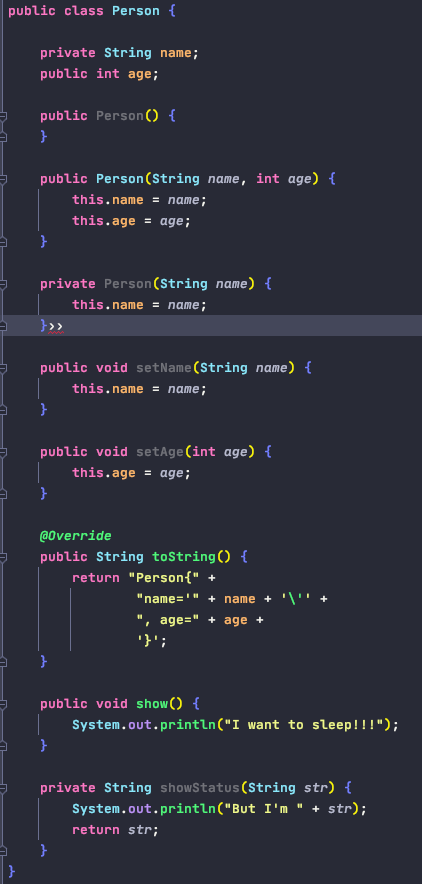 public class Person {
private String name;
public int age;
public Person() {
}
public Person(String name, int age) {
this.name = name;
this.age = age;
}
private Person(String name) {
this.name = name;
}››
public void setName(String name) {
this.name = name;
}
public void setAge(int age) {
this.age = age;
}
@Override
public String toString() {
return "Person{" +
"name='" + name + '\'' +
", age=" + age +
'}';
}
public void show() {
System.out.println("I want to sleep!!!");
}
private String showStatus(String str) {
System.out.println("But I'm " + str);
return str;
}
}